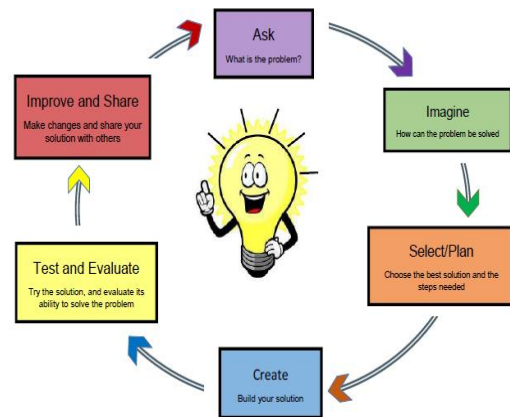 Ask
What is the problem?
Imagine
How can the problem be solved
Select/Plan
Choose the best solution and the
steps needed
Create
Build your solution
Test and Evaluate
Try the solution, and evaluate its
ability to solve the problem
Improve and Share
Make changes and share your
solution with others